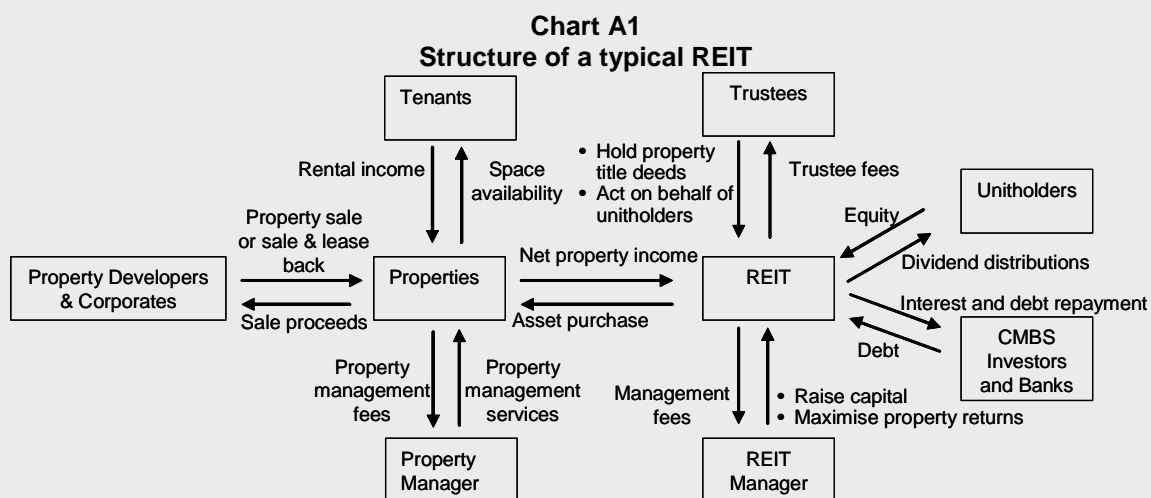 Chart A1
Structure of a typical REIT
Tenants
Trustees
Rental income
Space
availability
• Hold property
title deeds
• Act on behalf of
unitholders
Trustee fees
Unitholders
Equity
Dividend distributions
Property sale
or sale & lease
back
Property Developers
& Corporates
Sale proceeds
Properties
Net property income
Asset purchase
REIT
Interest and debt repayment
Debt
CMBS
Investors
and Banks
Property
management
fees
Property
management
services
Management
fees
• Raise capital
• Maximise property returns
Property
Manager
REIT
Manager